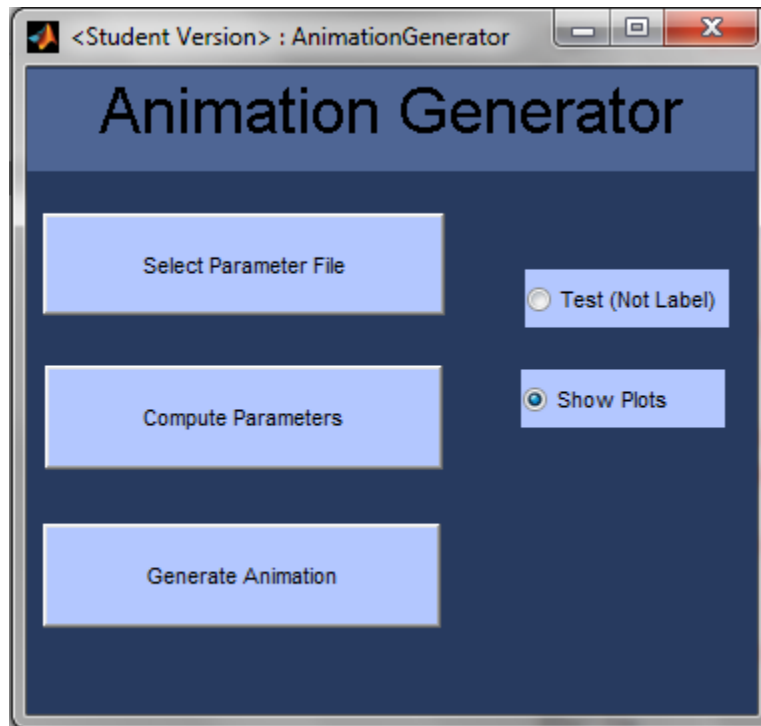 <Student Version> : AnimationGenerator
Animation Generator
Select Parameter File
Test (Not Label)
Show Plots
Compute Parameters
Generate Animation